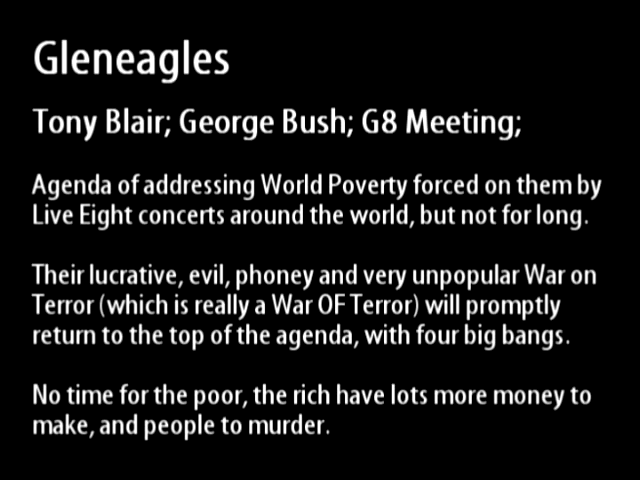 Gleneagles
Tony Blair; George Bush; G8 Meeting;
Agenda of addressing World Poverty forced on them by
Live Eight concerts around the world, but not for long.
Their lucrative, evil, phoney and very unpopular War on
Terror (which is really a War OF Terror) will promptly
return to the top of the agenda, with four big bangs.
No time for the poor, the rich have lots more money to
make, and people to murder.